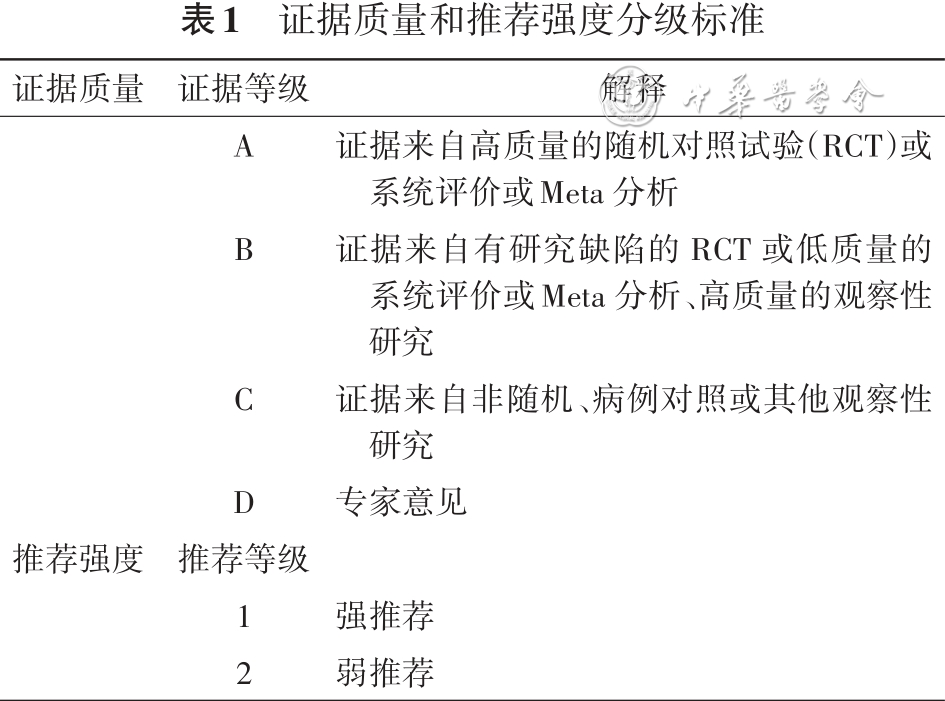 表1 证据质量和推荐强度分级标准
证据质量 证据等级 解释
中华医学会
A 证据来自高质量的随机对照试验(RCT)或
系统评价或Meta 分析
B 证据来自有研究缺陷的 RCT 或低质量的
系统评价或Meta 分析、高质量的观察性
研究
C 证据来自非随机、病例对照或其他观察性
研究
D 专家意见
推荐强度 推荐等级
1 强推荐
2 弱推荐